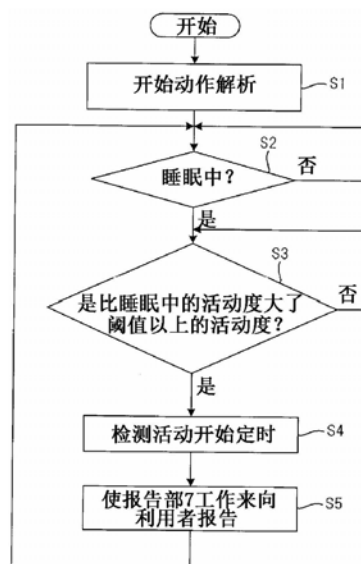 开始
开始动作解析
S1
睡眠中?
S2
否
是
是比睡眠中的活动度大了
阈值以上的活动度?
S3
否
是
检测活动开始定时
S4
使报告部7工作来向
利用者报告
S5